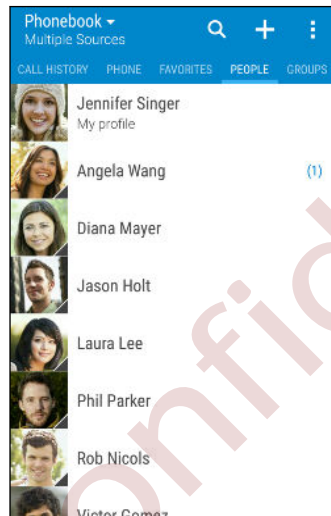 Phonebook
Multiple Sources
CALL HISTORY PHONE FAVORITES PEOPLE GROUPS
Jennifer Singer
My profile
Angela Wang (1)
Diana Mayer
Jason Holt
Laura Lee
Phil Parker
Rob Nicols
Victor Gomez
onfid